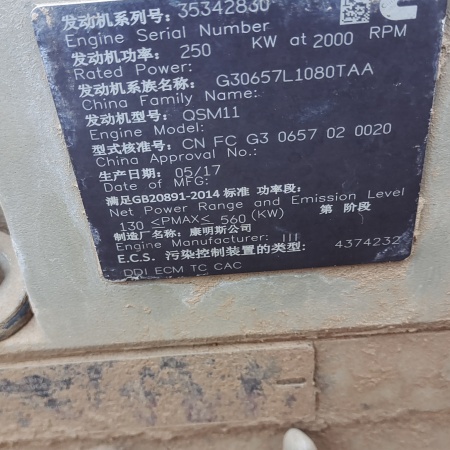 发动机系列号: 35342830
Engine Serial Number
发动机功率: 250 KW at 2000 RPM
Rated Power:
发动机系族名称: G30657L1080TAA
China Family Name:
发动机型号: QSM11
Engine Model:
型式核准号: CN FC G3 0657 02 0020
China Approval No.:
生产日期: 05/17
Date of MFG:
满足GB20891-2014 标准 功率段:
Net Power Range and Emission Level
130 ≤PMAX≤ 560 (KW) 第 阶段
制造厂名称: 康明斯公司
Engine Manufacturer: III
E.C.S. 污染控制装置的类型: 4374232
DDI ECM TC CAC